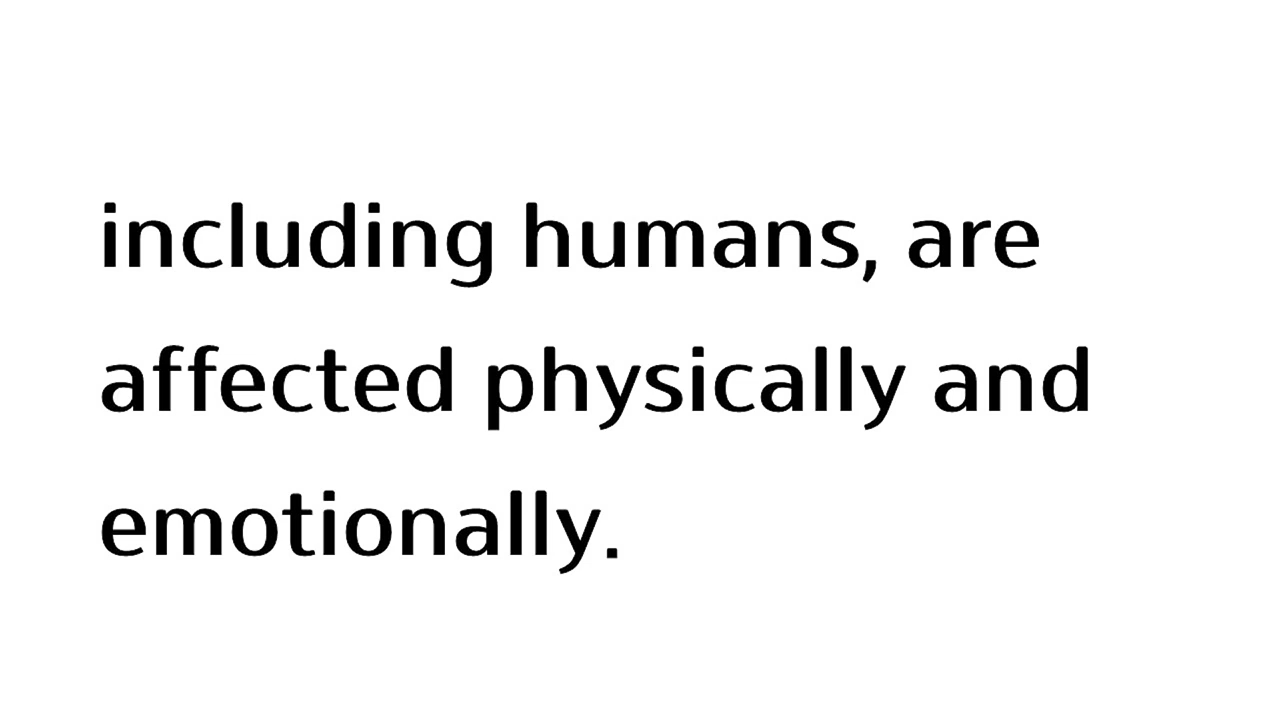 including humans, are
affected physically and
emotionally.